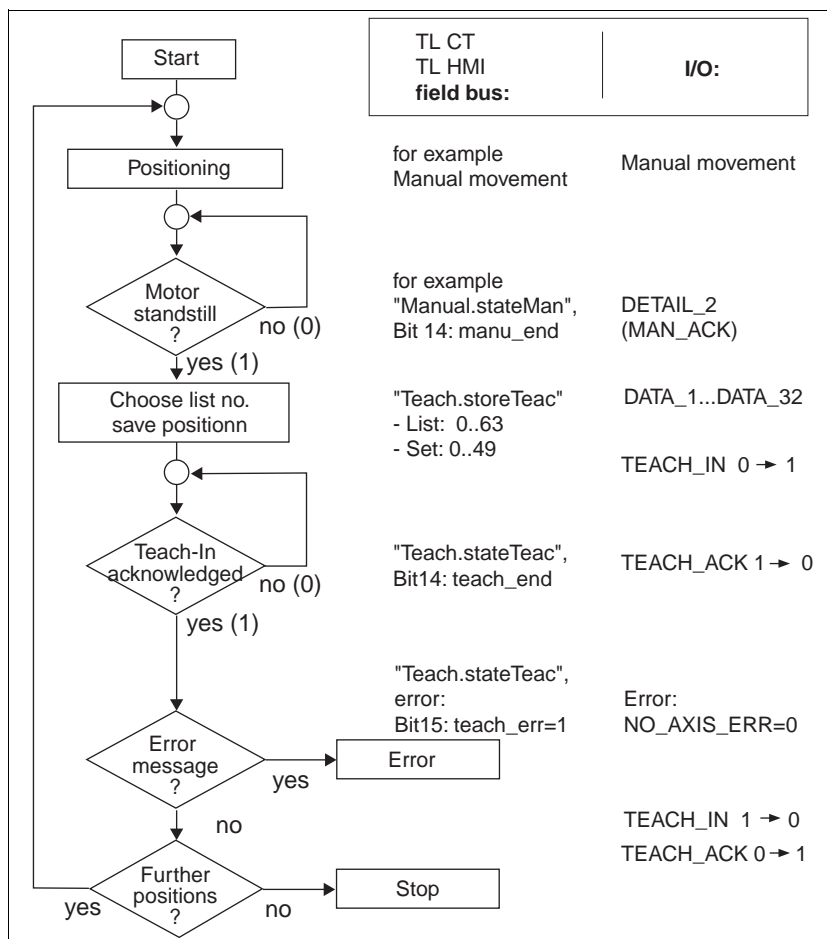 Start
TL CT
TL HMI
field bus:
I/O:
Positioning
for example
Manual movement
Manual movement
Motor
standstill
?
no (0)
yes (1)
for example
"Manual.stateMan",
Bit 14: manu_end
DETAIL_2
(MAN_ACK)
Choose list no.
save positionn
"Teach.storeTeac"
- List: 0..63
- Set: 0..49
DATA_1...DATA_32
TEACH_IN 0 → 1
Teach-In
acknowledged
?
no (0)
yes (1)
"Teach.stateTeac",
Bit14: teach_end
TEACH_ACK 1 → 0
"Teach.stateTeac",
error:
Bit15: teach_err=1
Error:
NO_AXIS_ERR=0
Error
message
?
yes
Error
no
TEACH_IN 1 → 0
TEACH_ACK 0 → 1
Further
positions
?
yes
no
Stop